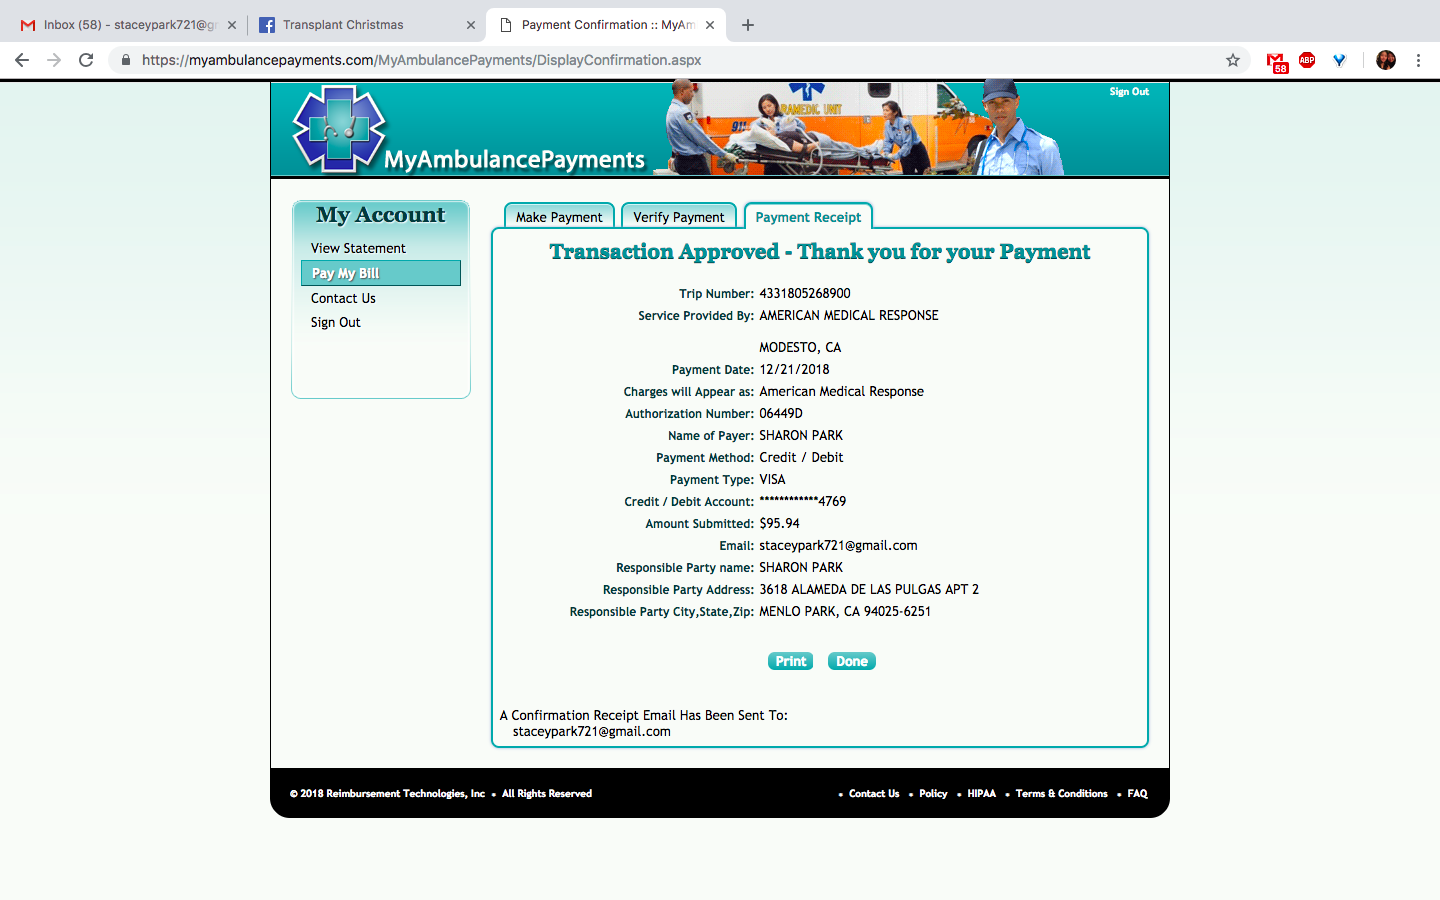 Inbox (58) - staceypark721@gr
Transplant Christmas
Payment Confirmation :: MyAm
https://myambulancepayments.com/MyAmbulancePayments/DisplayConfirmation.aspx
58
ABP
MyAmbulancePayments
911
PARAMEDIC UNIT
Sign Out
My Account
View Statement
Pay My Bill
Contact Us
Sign Out
Make Payment
Verify Payment
Payment Receipt
Transaction Approved - Thank you for your Payment
Trip Number: 4331805268900
Service Provided By: AMERICAN MEDICAL RESPONSE
MODESTO, CA
Payment Date: 12/21/2018
Charges will Appear as: American Medical Response
Authorization Number: 06449D
Name of Payer: SHARON PARK
Payment Method: Credit / Debit
Payment Type: VISA
Credit / Debit Account: ************4769
Amount Submitted: $95.94
Email: staceypark721@gmail.com
Responsible Party name: SHARON PARK
Responsible Party Address: 3618 ALAMEDA DE LAS PULGAS APT 2
Responsible Party City,State,Zip: MENLO PARK, CA 94025-6251
Print
Done
A Confirmation Receipt Email Has Been Sent To:
staceypark721@gmail.com
© 2018 Reimbursement Technologies, Inc • All Rights Reserved
• Contact Us • Policy • HIPAA • Terms & Conditions • FAQ